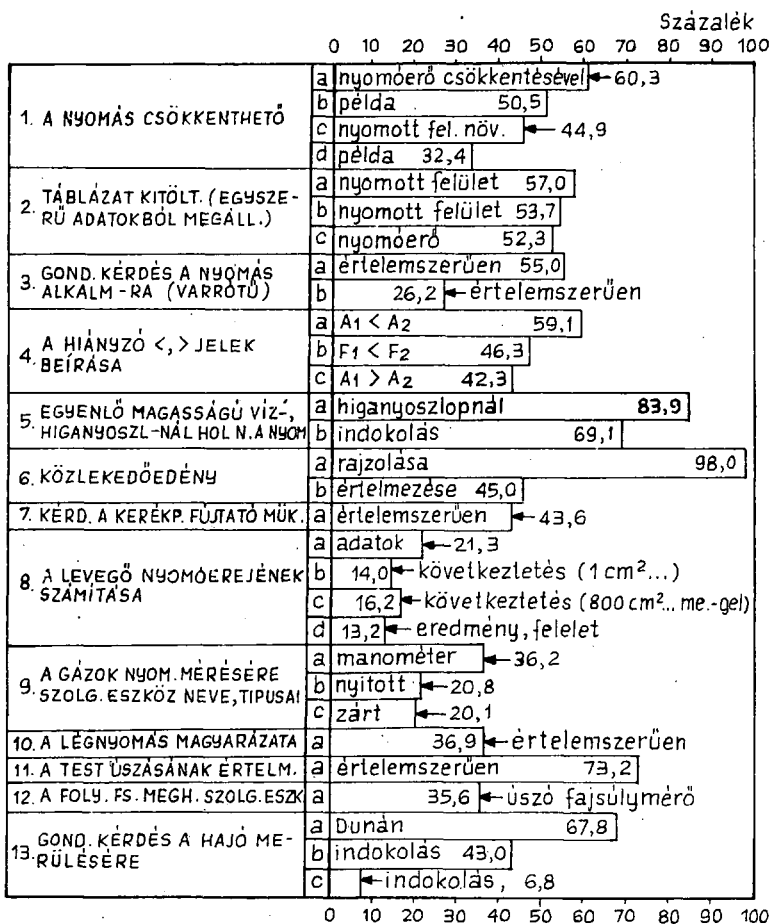 Százalék
0 10 20 30 40 50 60 70 80 90 100
1. A NYOMÁS CSÖKKENTHETŐ
a nyomóerő csökkentésével ← 60,3
b példa 50,5
c nyomott fel. növ. ← 44,9
d példa 32,4
2. TÁBLÁZAT KITÖLT. (EGYSZE-
RŰ ADATOKBÓL MEGÁLL.)
a nyomott felület 57,0
b nyomott felület 53,7
c nyomóerő 52,3
3. GOND. KÉRDÉS A NYOMÁS
ALKALM-RA (VARRÓTŰ)
a értelemszerűen 55,0
b 26,2 ← értelemszerűen
4. A HIÁNYZÓ <, > JELEK
BEÍRÁSA
a A1 < A2 59,1
b F1 < F2 46,3
c A1 > A2 42,3
5. EGYENLŐ MAGASSÁGÚ VÍZ-,
HIGANYOSZL-NÁL HOL N. A NYOM
a higanyoszlopnál 83,9
b indokolás 69,1
6. KÖZLEKEDŐEDÉNY
a rajzolása 98,0
b értelmezése 45,0
7. KÉRD. A KERÉKP. FÚJTATÓ MŰK.
a értelemszerűen ← 43,6
8. A LEVEGŐ NYOMÓEREJÉNEK
SZÁMÍTÁSA
a adatok ← 21,3
b 14,0 ← következtetés (1 cm²...)
c 16,2 ← következtetés (800 cm²... me.-gel)
d 13,2 ← eredmény, felelet
9. A GÁZOK NYOM. MÉRÉSÉRE
SZOLG. ESZKÖZ NEVE, TIPUSAI
a manométer ← 36,2
b nyitott ← 20,8
c zárt ← 20,1
10. A LÉGNYOMÁS MAGYARÁZATA
a 36,9 ← értelemszerűen
11. A TEST ÚSZÁSÁNAK ÉRTELM.
a értelemszerűen 73,2
12. A FOLY. FS. MEGH. SZOLG. ESZK
a 35,6 ← úszó fajsúlymérő
13. GOND. KÉRDÉS A HAJÓ ME-
RÜLÉSÉRE
a Dunán 67,8
b indokolás 43,0
c ← indokolás, 6,8
0 10 20 30 40 50 60 70 80 90 100